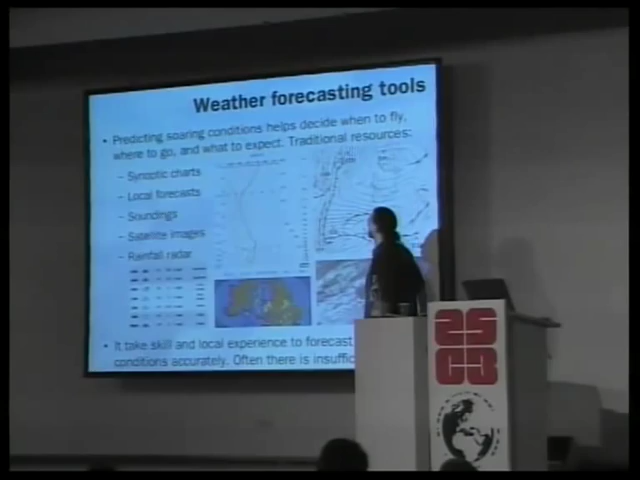 Weather forecasting tools
• Predicting soaring conditions helps decide when to fly,
where to go, and what to expect. Traditional resources:
– Synoptic charts
– Local forecasts
– Soundings
– Satellite images
– Rainfall radar
• It take skill and local experience to forecast
conditions accurately. Often there is insuffic
25
C3